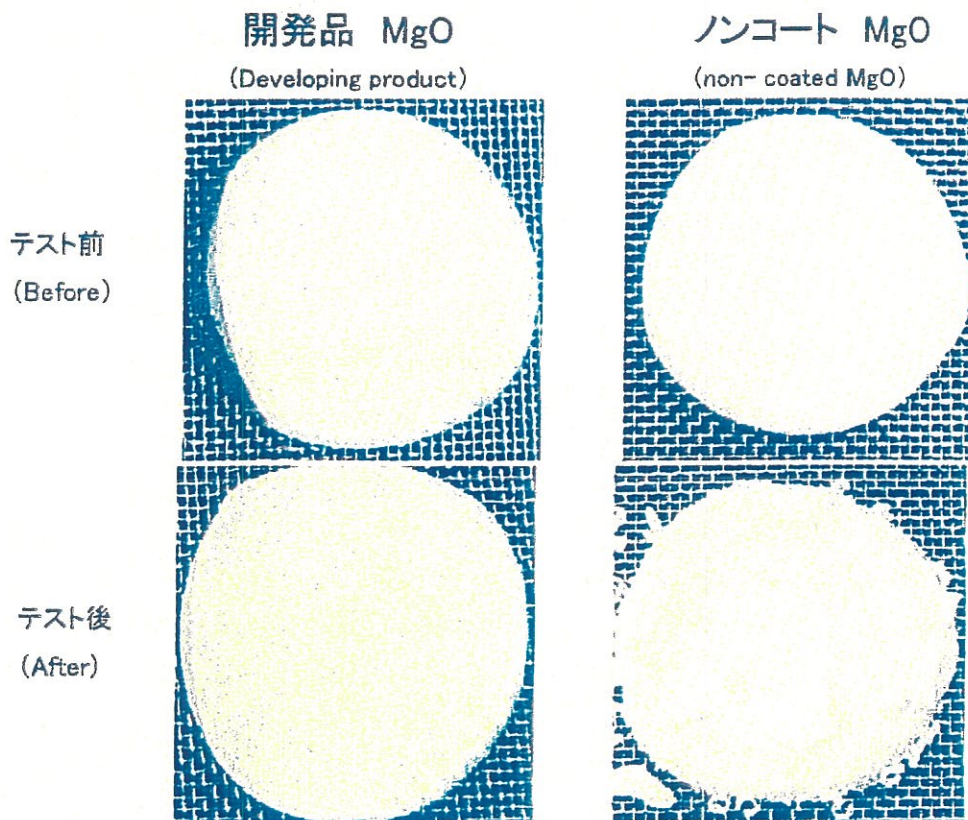 開発品 MgO
(Developing product)
ノンコート MgO
(non- coated MgO)
テスト前
(Before)
テスト後
(After)